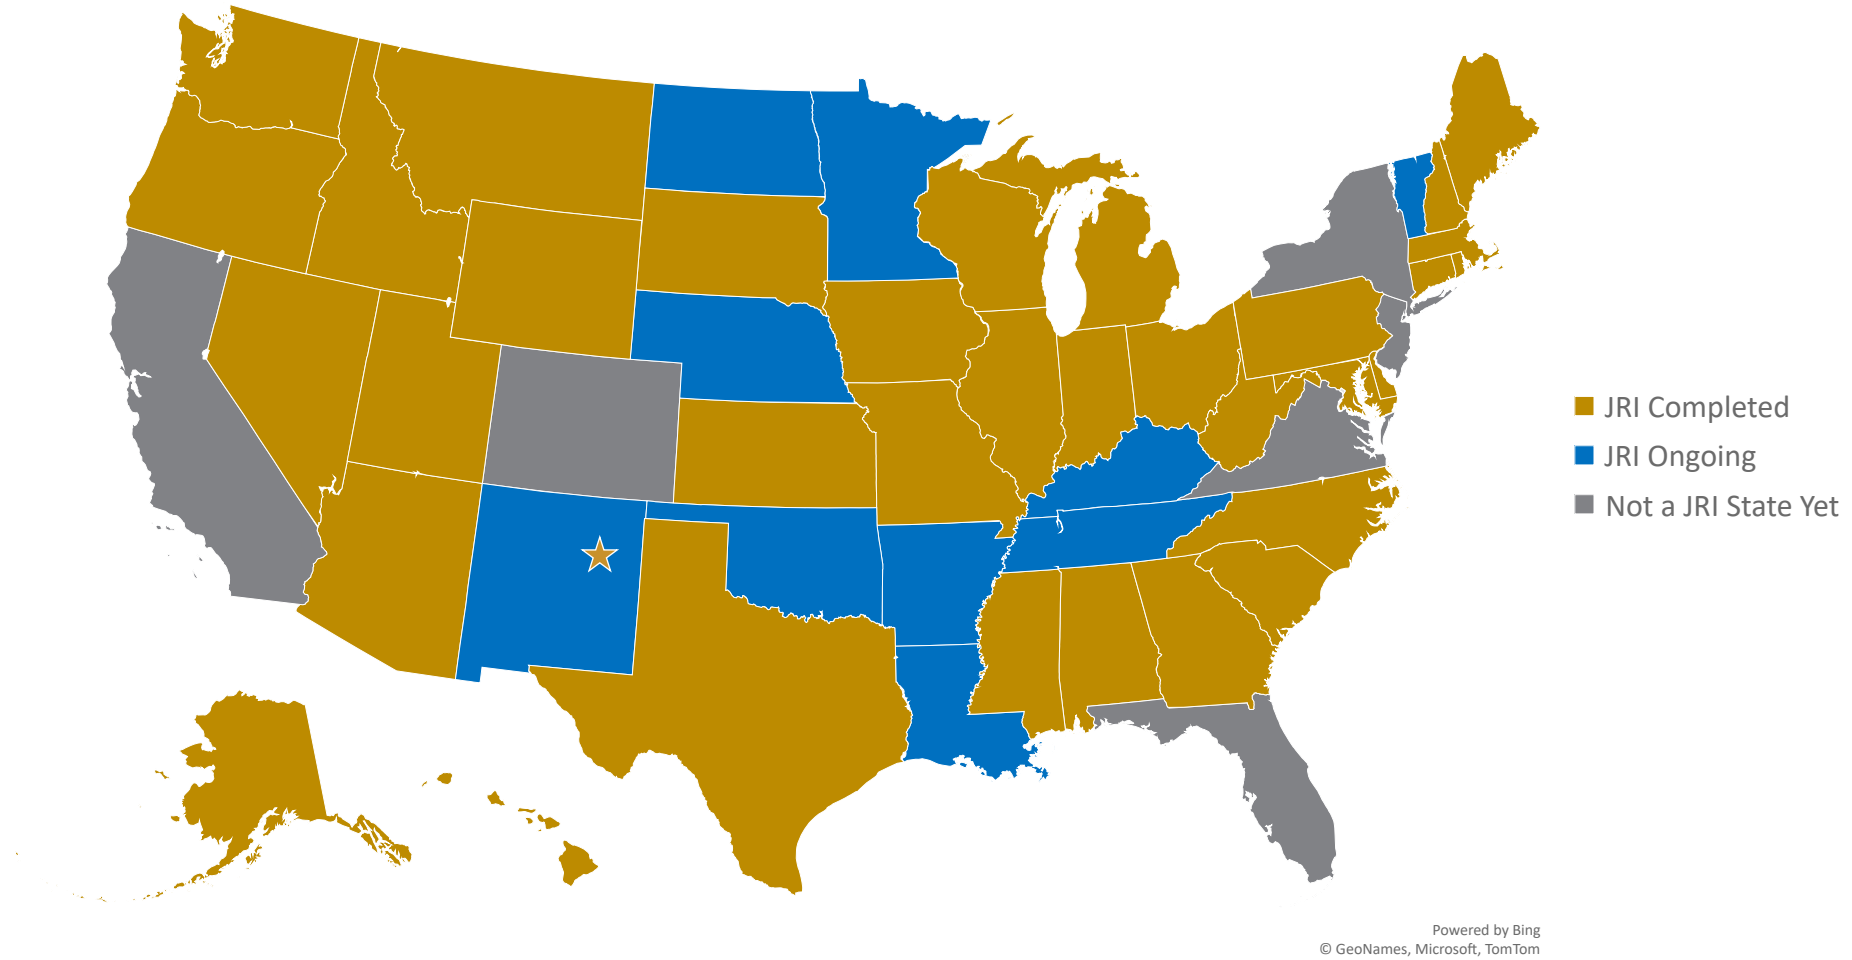 JRI Completed
JRI Ongoing
Not a JRI State Yet
Powered by Bing
© GeoNames, Microsoft, TomTom